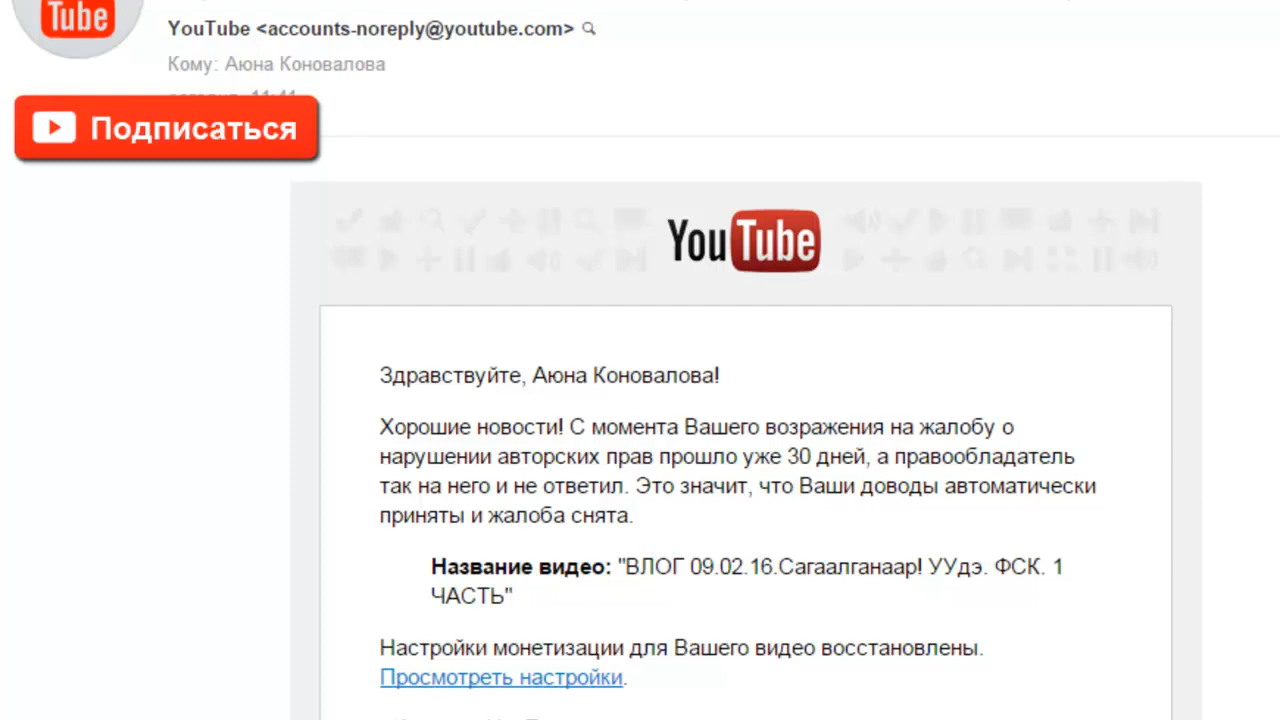 Tube
YouTube <accounts-noreply@youtube.com>
Кому: Аюна Коновалова
Подписаться
YouTube
Здравствуйте, Аюна Коновалова!
Хорошие новости! С момента Вашего возражения на жалобу о
нарушении авторских прав прошло уже 30 дней, а правообладатель
так на него и не ответил. Это значит, что Ваши доводы автоматически
приняты и жалоба снята.
Название видео: "ВЛОГ 09.02.16.Сагаалганаар! УУдэ. ФСК. 1
ЧАСТЬ"
Настройки монетизации для Вашего видео восстановлены.
Просмотреть настройки.